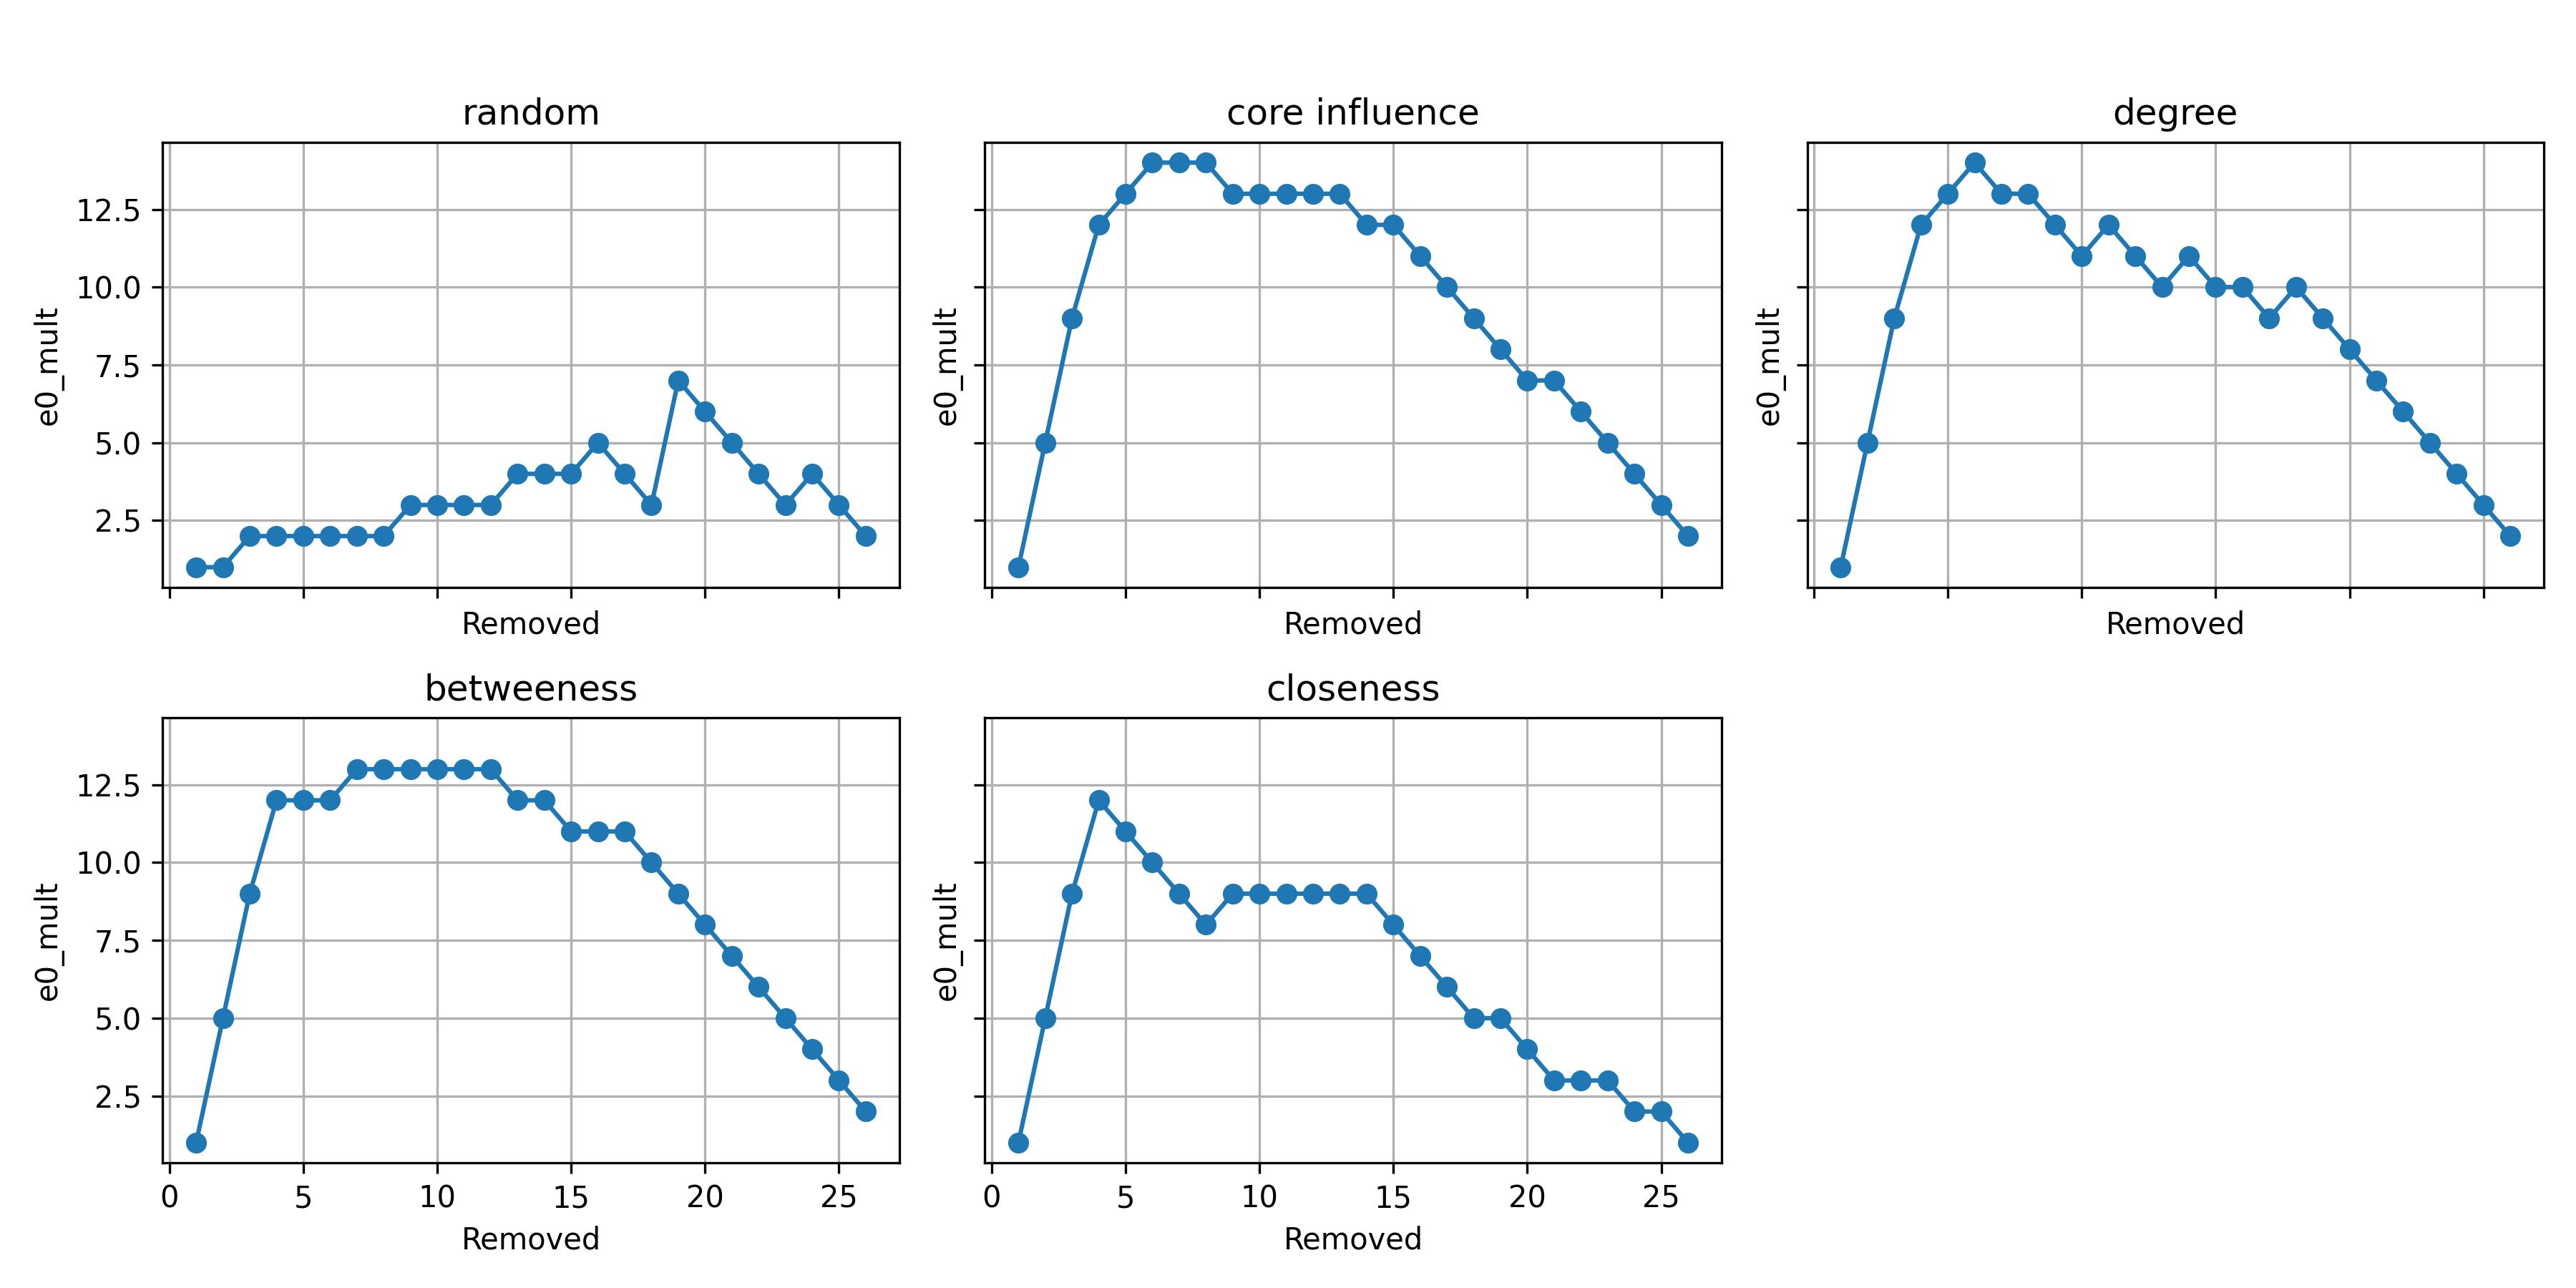 random
core influence
degree
12.5
10.0
7.5
5.0
2.5
e0_mult
e0_mult
e0_mult
Removed
Removed
Removed
betweeness
closeness
12.5
10.0
7.5
5.0
2.5
e0_mult
e0_mult
0 5 10 15 20 25
0 5 10 15 20 25
Removed
Removed